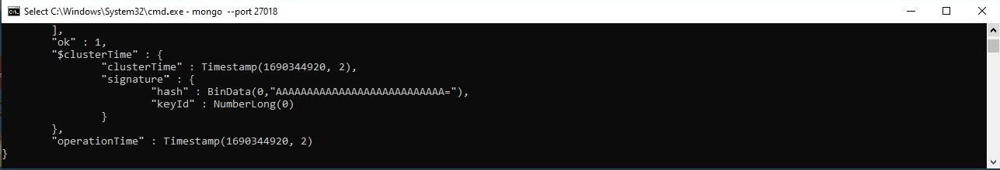 Select C:\Windows\System32\cmd.exe - mongo  --port 27018
        ],
        "ok" : 1,
        "$clusterTime" : {
                "clusterTime" : Timestamp(1690344920, 2),
                "signature" : {
                        "hash" : BinData(0,"AAAAAAAAAAAAAAAAAAAAAAAAAAA="),
                        "keyId" : NumberLong(0)
                }
        },
        "operationTime" : Timestamp(1690344920, 2)
}